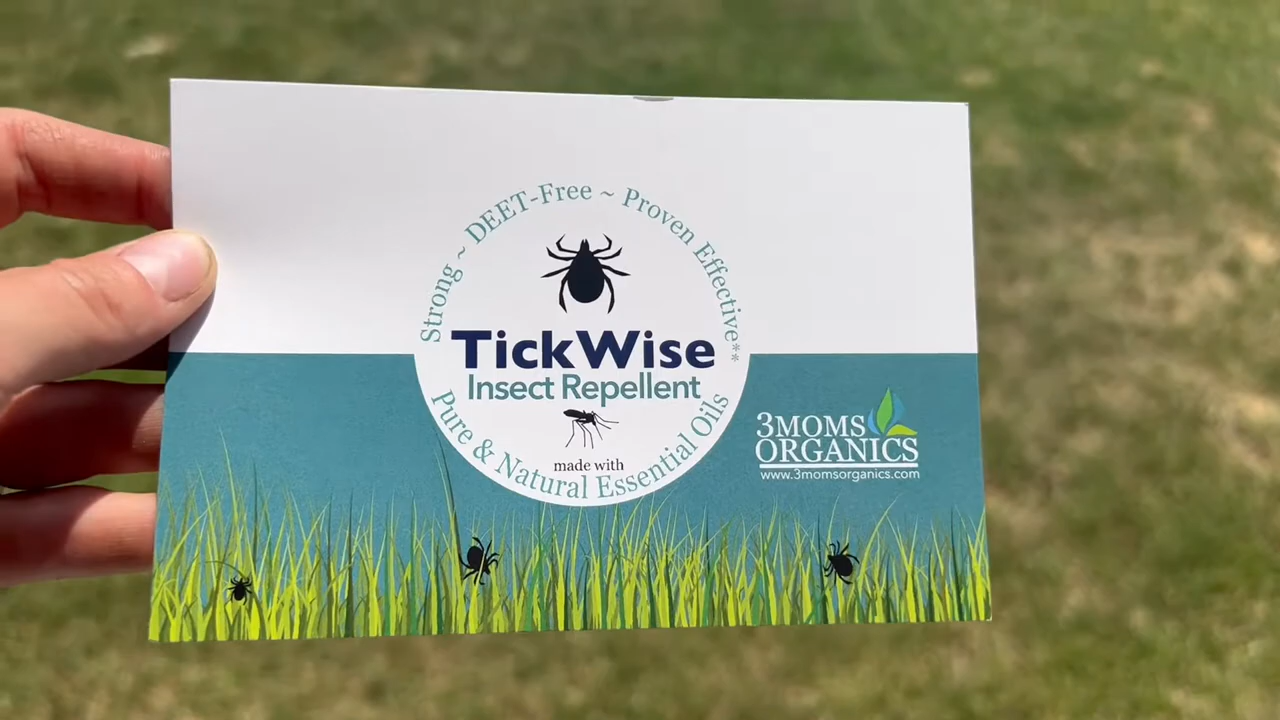 Strong ~ DEET-Free ~ Proven Effective**
TickWise
Insect Repellent
made with
Pure & Natural Essential Oils
3MOMS
ORGANICS
www.3momsorganics.com